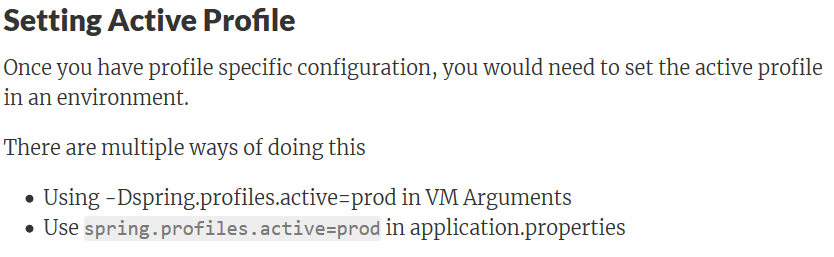 Setting Active Profile
Once you have profile specific configuration, you would need to set the active profile
in an environment.
There are multiple ways of doing this
• Using -Dspring.profiles.active=prod in VM Arguments
• Use spring.profiles.active=prod in application.properties